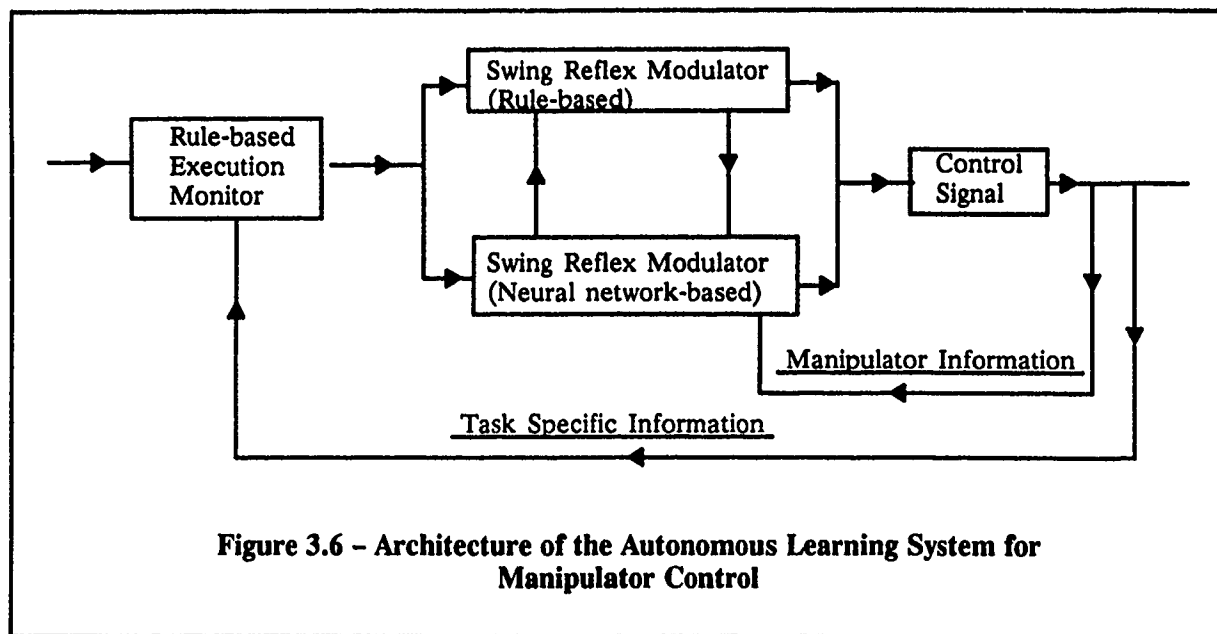 Swing Reflex Modulator
(Rule-based)
Rule-based
Execution
Monitor
Control
Signal
Swing Reflex Modulator
(Neural network-based)
Manipulator Information
Task Specific Information
Figure 3.6 – Architecture of the Autonomous Learning System for
Manipulator Control